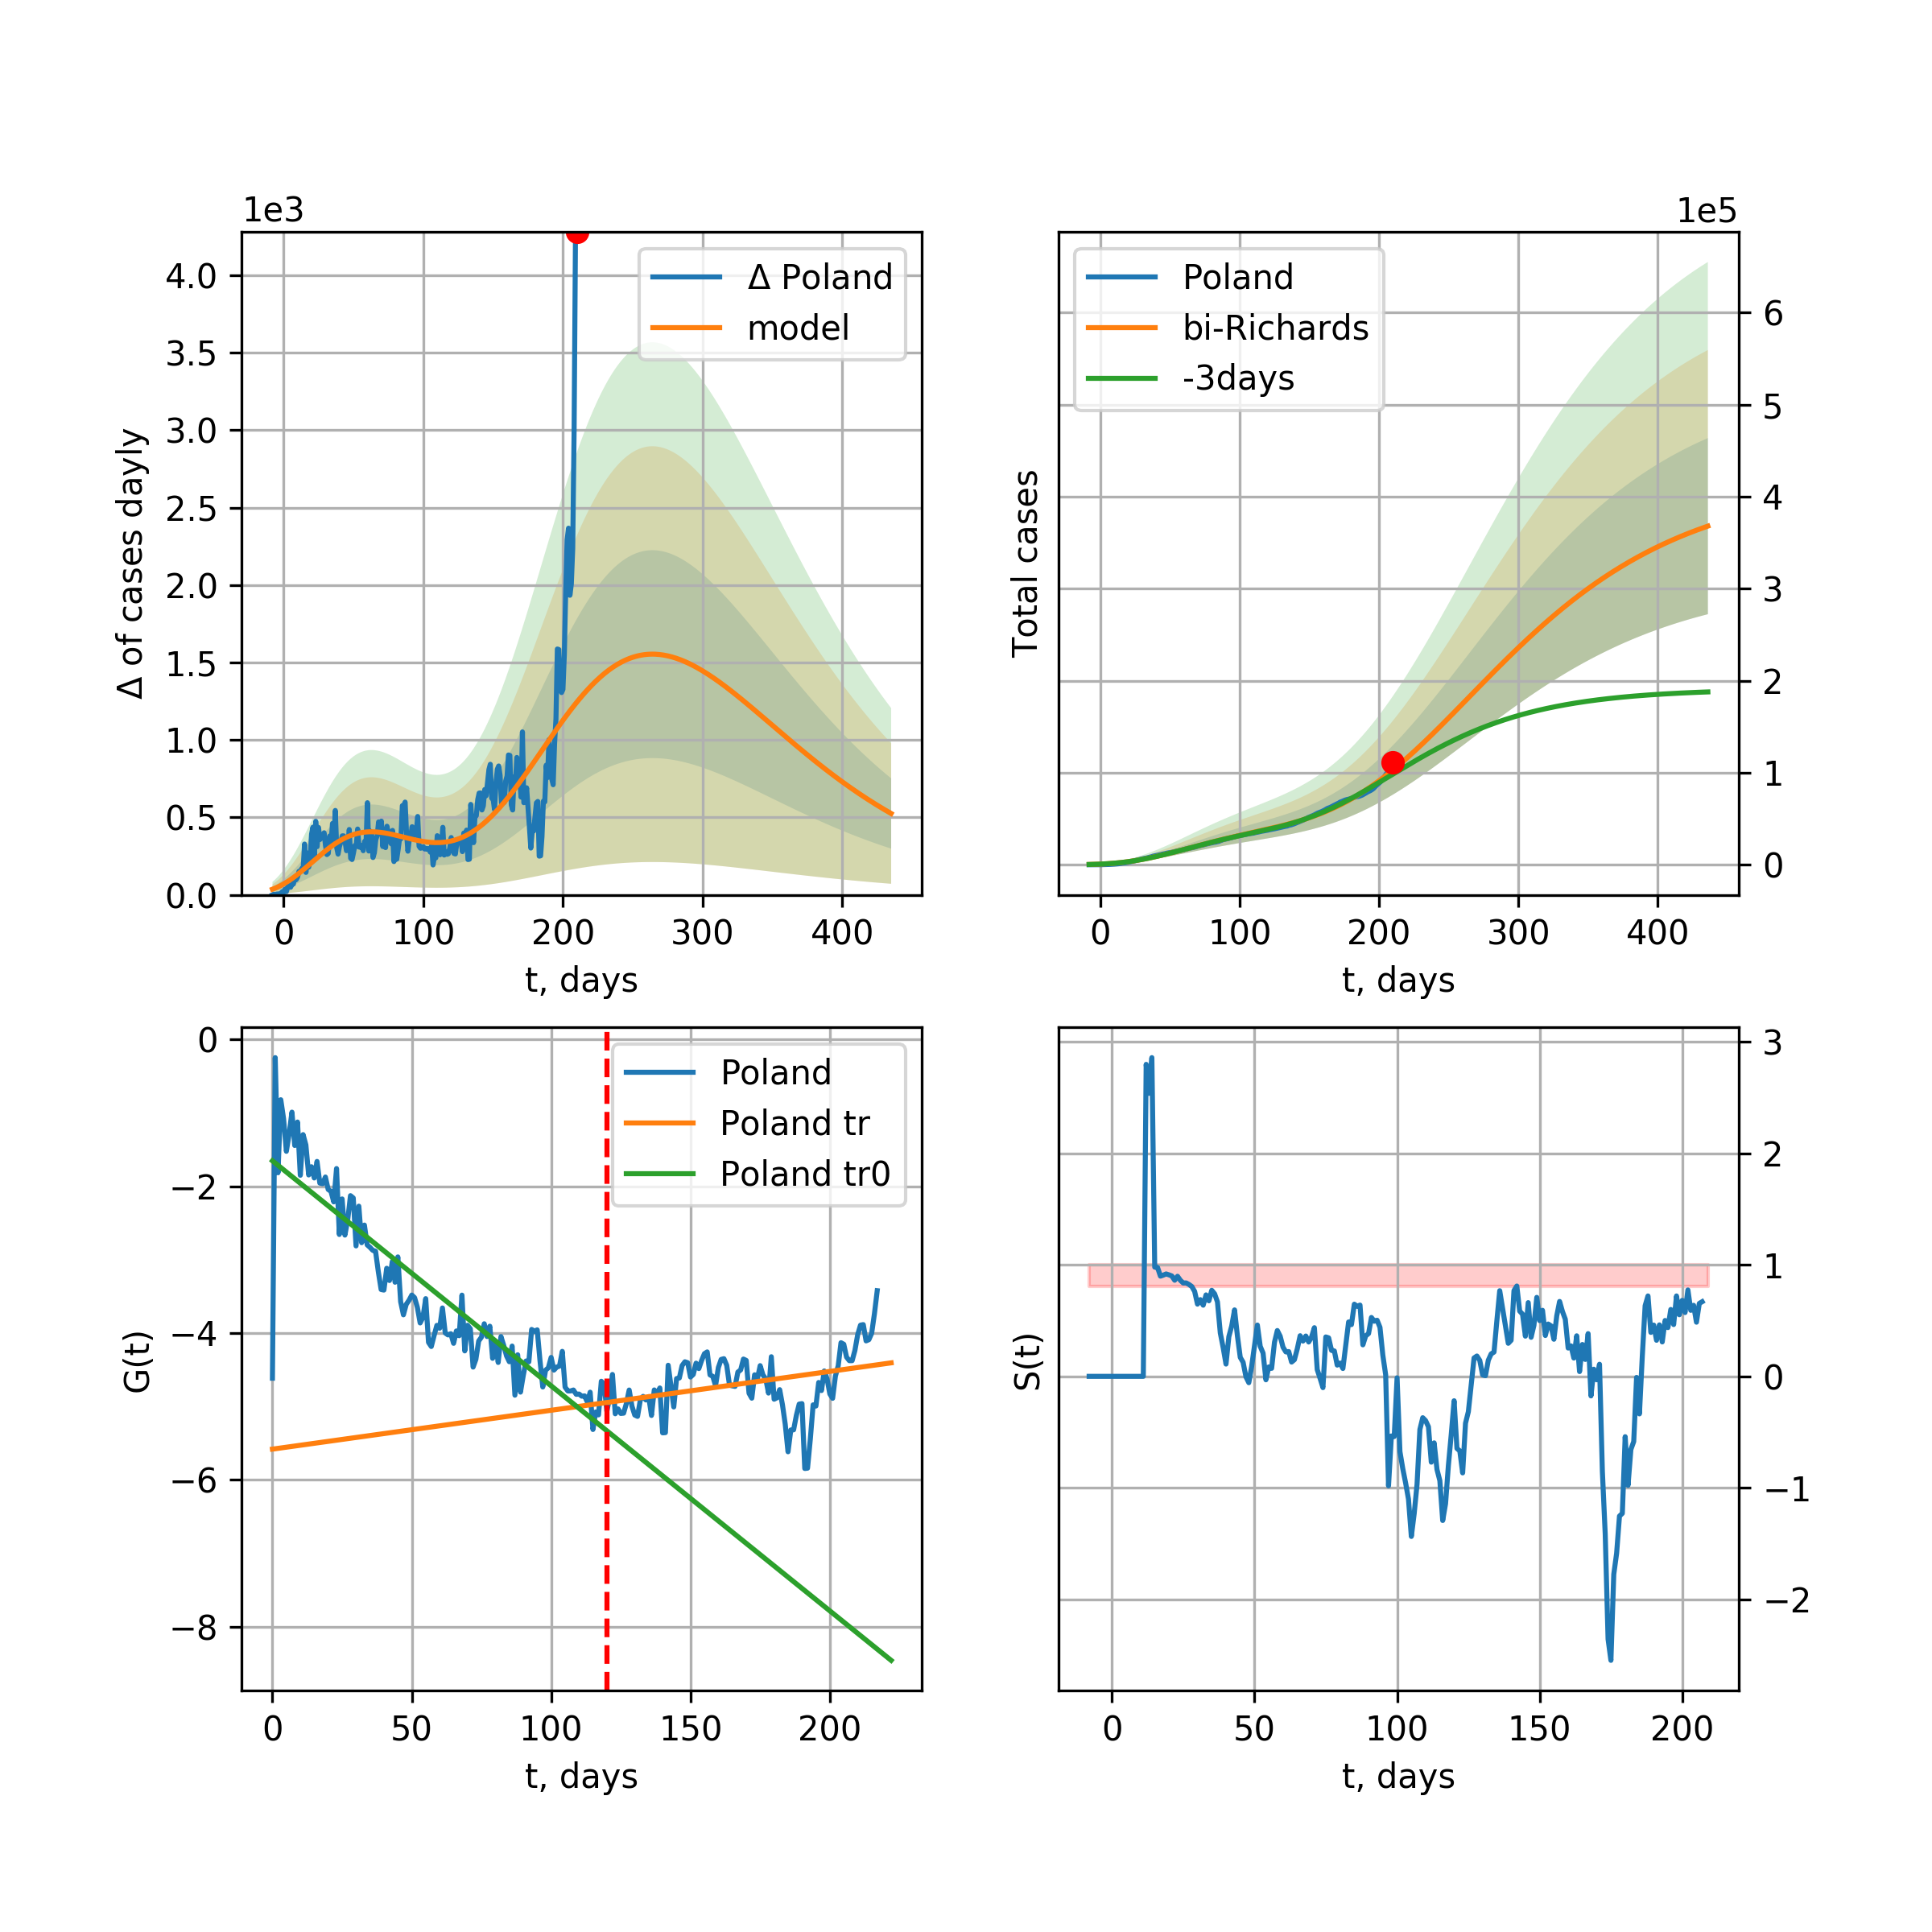 1e3
Δ of cases dayly
4.0
3.5
3.0
2.5
2.0
1.5
1.0
0.5
0.0
0 100 200 300 400
t, days
Δ Poland
model
1e5
Total cases
Poland
bi-Richards
-3days
6
5
4
3
2
1
0
0 100 200 300 400
t, days
G(t)
0
−2
−4
−6
−8
0 50 100 150 200
t, days
Poland
Poland tr
Poland tr0
S(t)
3
2
1
0
−1
−2
0 50 100 150 200
t, days